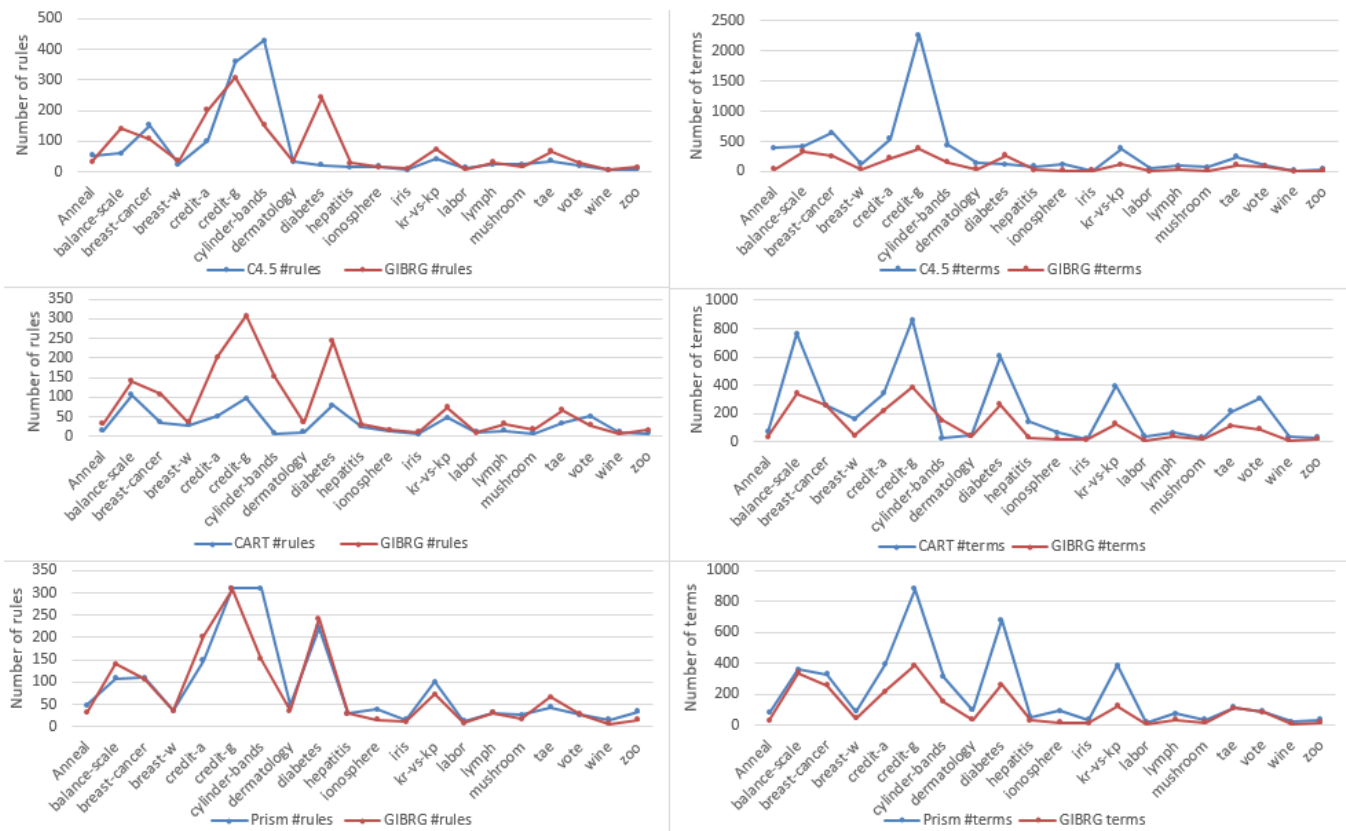 Number of rules
500
400
300
200
100
0
Anneal
balance-scale
breast-cancer
breast-w
credit-a
credit-g
cylinder-bands
dermatology
diabetes
hepatitis
ionosphere
iris
kr-vs-kp
labor
lymph
mushroom
tae
vote
wine
zoo
C4.5 #rules GIBRG #rules
Number of terms
2500
2000
1500
1000
500
0
Anneal
balance-scale
breast-cancer
breast-w
credit-a
credit-g
cylinder-bands
dermatology
diabetes
hepatitis
ionosphere
iris
kr-vs-kp
labor
lymph
mushroom
tae
vote
wine
zoo
C4.5 #terms GIBRG #terms
Number of rules
350
300
250
200
150
100
50
0
Anneal
balance-scale
breast-cancer
breast-w
credit-a
credit-g
cylinder-bands
dermatology
diabetes
hepatitis
ionosphere
iris
kr-vs-kp
labor
lymph
mushroom
tae
vote
wine
zoo
CART #rules GIBRG #rules
Number of terms
1000
800
600
400
200
0
Anneal
balance-scale
breast-cancer
breast-w
credit-a
credit-g
cylinder-bands
dermatology
diabetes
hepatitis
ionosphere
iris
kr-vs-kp
labor
lymph
mushroom
tae
vote
wine
zoo
CART #terms GIBRG #terms
Number of rules
350
300
250
200
150
100
50
0
Anneal
balance-scale
breast-cancer
breast-w
credit-a
credit-g
cylinder-bands
dermatology
diabetes
hepatitis
ionosphere
iris
kr-vs-kp
labor
lymph
mushroom
tae
vote
wine
zoo
Prism #rules GIBRG #rules
Number of terms
1000
800
600
400
200
0
Anneal
balance-scale
breast-cancer
breast-w
credit-a
credit-g
cylinder-bands
dermatology
diabetes
hepatitis
ionosphere
iris
kr-vs-kp
labor
lymph
mushroom
tae
vote
wine
zoo
Prism #terms GIBRG terms